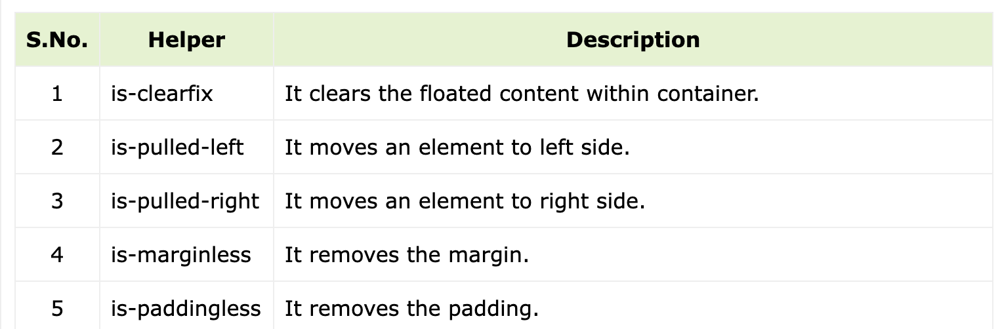 S.No. Helper Description
1 is-clearfix It clears the floated content within container.
2 is-pulled-left It moves an element to left side.
3 is-pulled-right It moves an element to right side.
4 is-marginless It removes the margin.
5 is-paddingless It removes the padding.